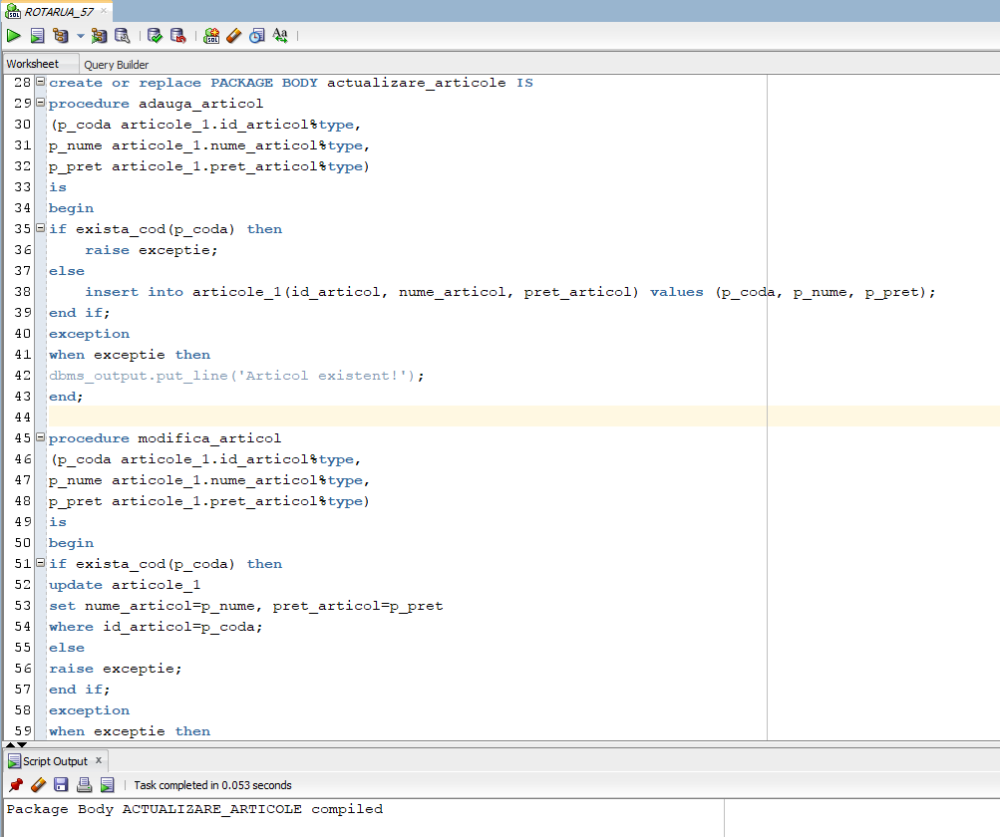 ROTARUA_57
Worksheet Query Builder
28 create or replace PACKAGE BODY actualizare_articole IS
29 procedure adauga_articol
30 (p_coda articole_1.id_articol%type,
31 p_nume articole_1.nume_articol%type,
32 p_pret articole_1.pret_articol%type)
33 is
34 begin
35 if exista_cod(p_coda) then
36     raise exceptie;
37 else
38     insert into articole_1(id_articol, nume_articol, pret_articol) values (p_coda, p_nume, p_pret);
39 end if;
40 exception
41 when exceptie then
42 dbms_output.put_line('Articol existent!');
43 end;
44
45 procedure modifica_articol
46 (p_coda articole_1.id_articol%type,
47 p_nume articole_1.nume_articol%type,
48 p_pret articole_1.pret_articol%type)
49 is
50 begin
51 if exista_cod(p_coda) then
52 update articole_1
53 set nume_articol=p_nume, pret_articol=p_pret
54 where id_articol=p_coda;
55 else
56 raise exceptie;
57 end if;
58 exception
59 when exceptie then
Script Output x
Task completed in 0.053 seconds
Package Body ACTUALIZARE_ARTICOLE compiled